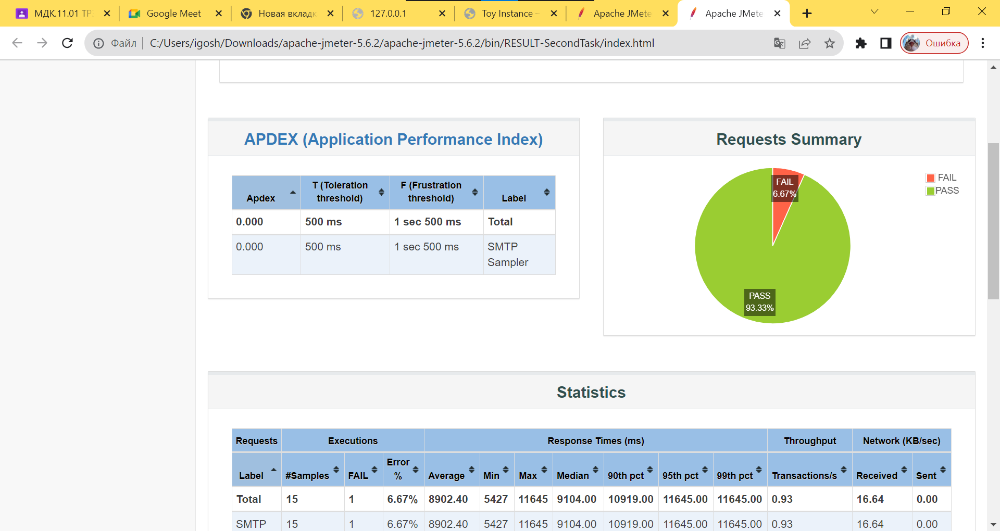 МДК.11.01 ТР
Google Meet
Новая вкладк
127.0.0.1
Toy Instance –
Apache JMete
Apache JMete
Файл
C:/Users/igosh/Downloads/apache-jmeter-5.6.2/apache-jmeter-5.6.2/bin/RESULT-SecondTask/index.html
Ошибка
APDEX (Application Performance Index)
Apdex T (Toleration threshold) F (Frustration threshold) Label
0.000 500 ms 1 sec 500 ms Total
0.000 500 ms 1 sec 500 ms SMTP Sampler
Requests Summary
FAIL
6.67%
PASS
93.33%
FAIL
PASS
Statistics
Requests Executions Response Times (ms) Throughput Network (KB/sec)
Label #Samples FAIL Error % Average Min Max Median 90th pct 95th pct 99th pct Transactions/s Received Sent
Total 15 1 6.67% 8902.40 5427 11645 9104.00 10919.00 11645.00 11645.00 0.93 16.64 0.00
SMTP 15 1 6.67% 8902.40 5427 11645 9104.00 10919.00 11645.00 11645.00 0.93 16.64 0.00